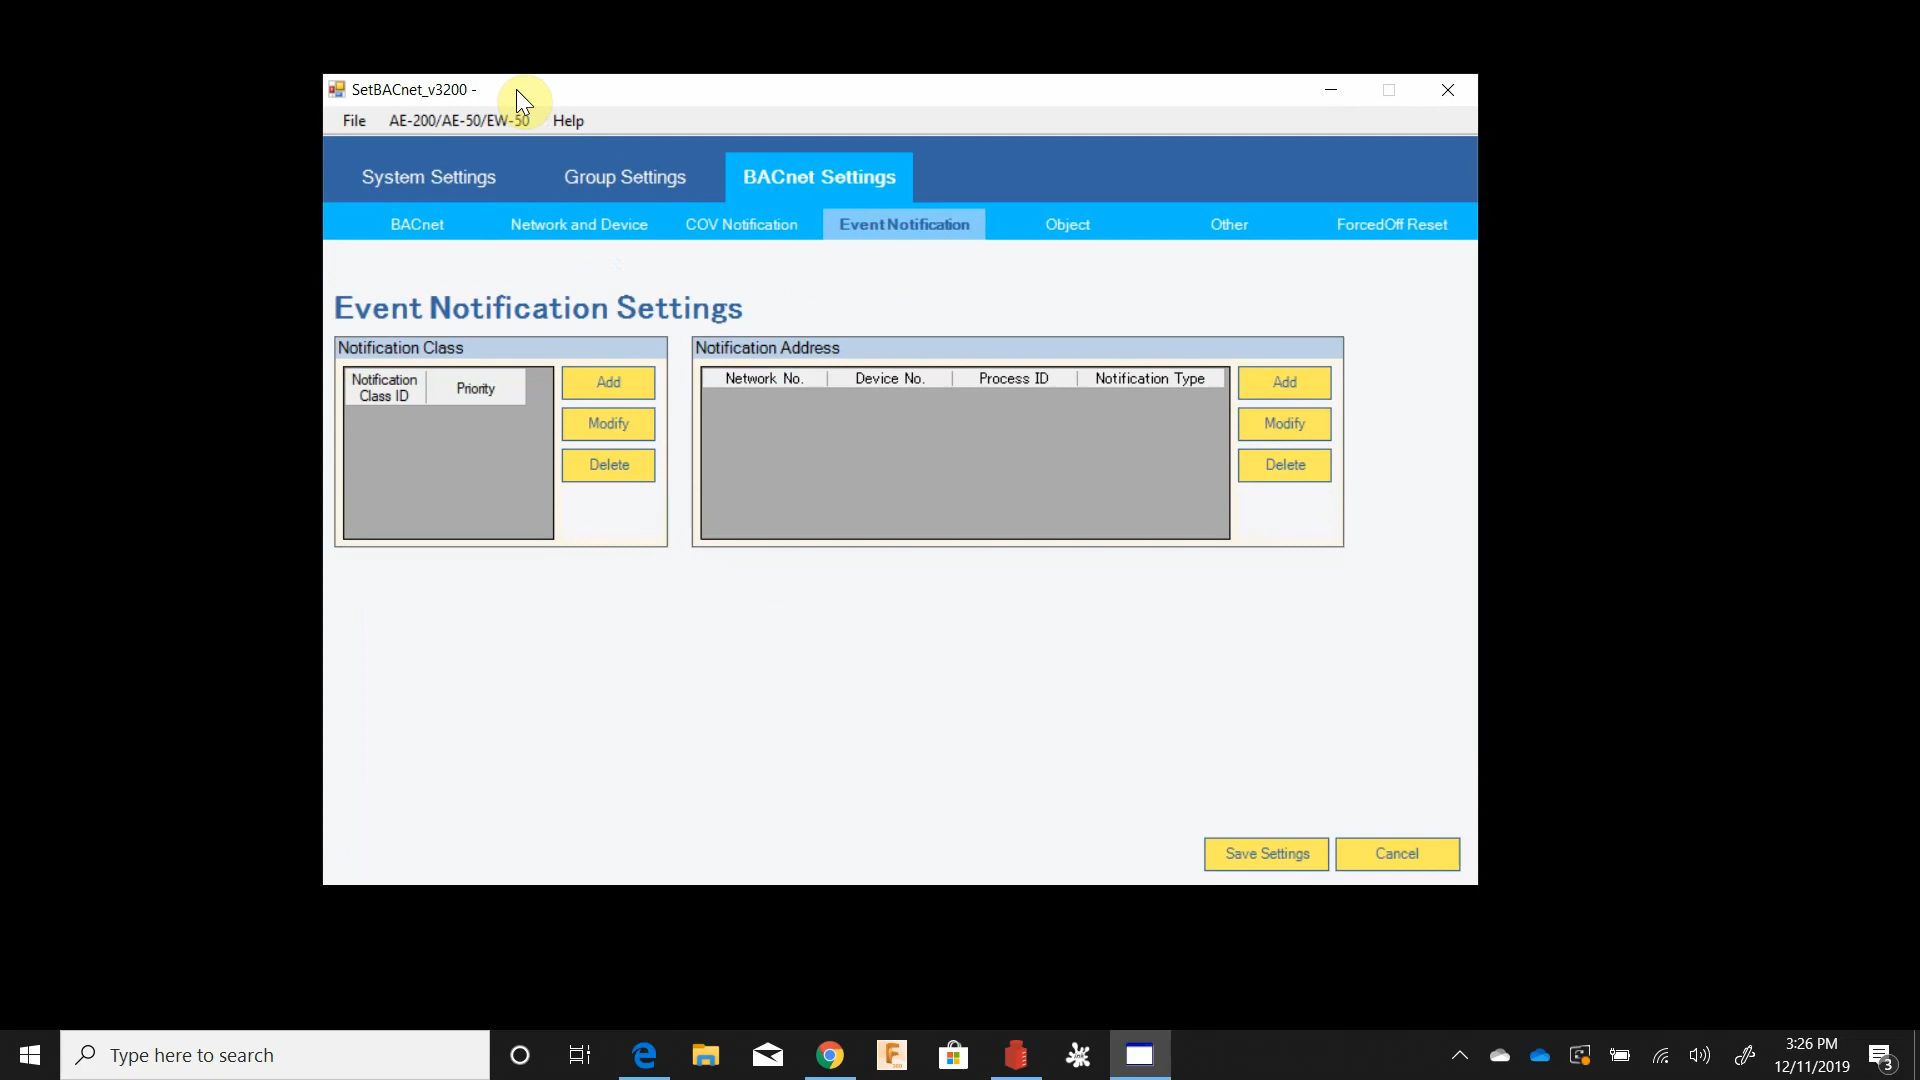 SetBACnet_v3200 -
File AE-200/AE-50/EW-50 Help
System Settings Group Settings BACnet Settings
BACnet Network and Device COV Notification Event Notification Object Other ForcedOff Reset
Event Notification Settings
Notification Class
Notification Class ID Priority
Add
Modify
Delete
Notification Address
Network No. Device No. Process ID Notification Type
Add
Modify
Delete
Save Settings Cancel
Type here to search
3:26 PM
12/11/2019
3